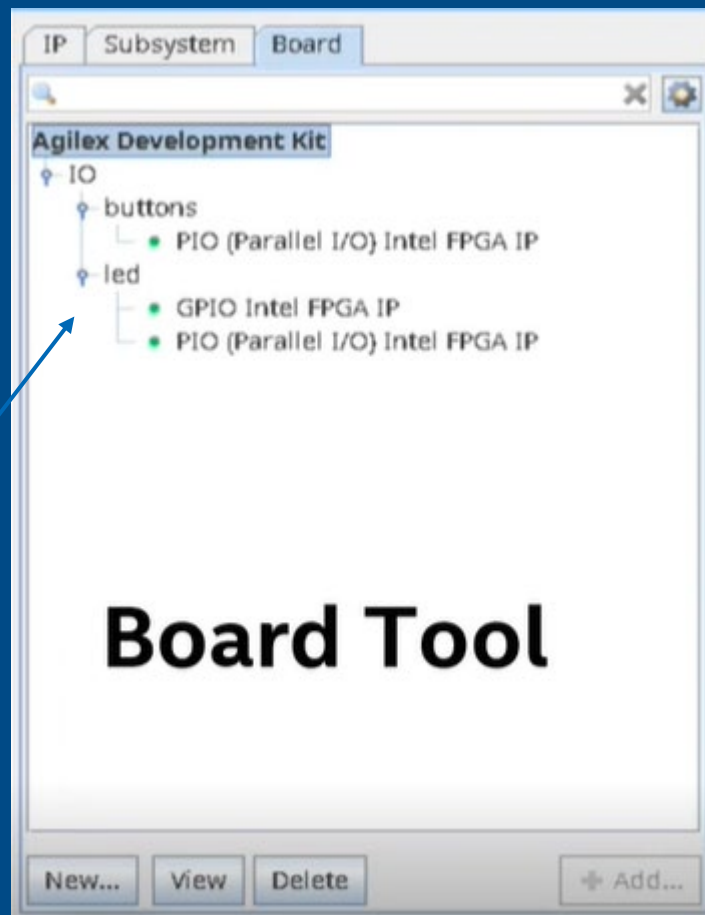 IP Subsystem Board
Agilex Development Kit
IO
buttons
PIO (Parallel I/O) Intel FPGA IP
led
GPIO Intel FPGA IP
PIO (Parallel I/O) Intel FPGA IP
Board Tool
New... View Delete Add...